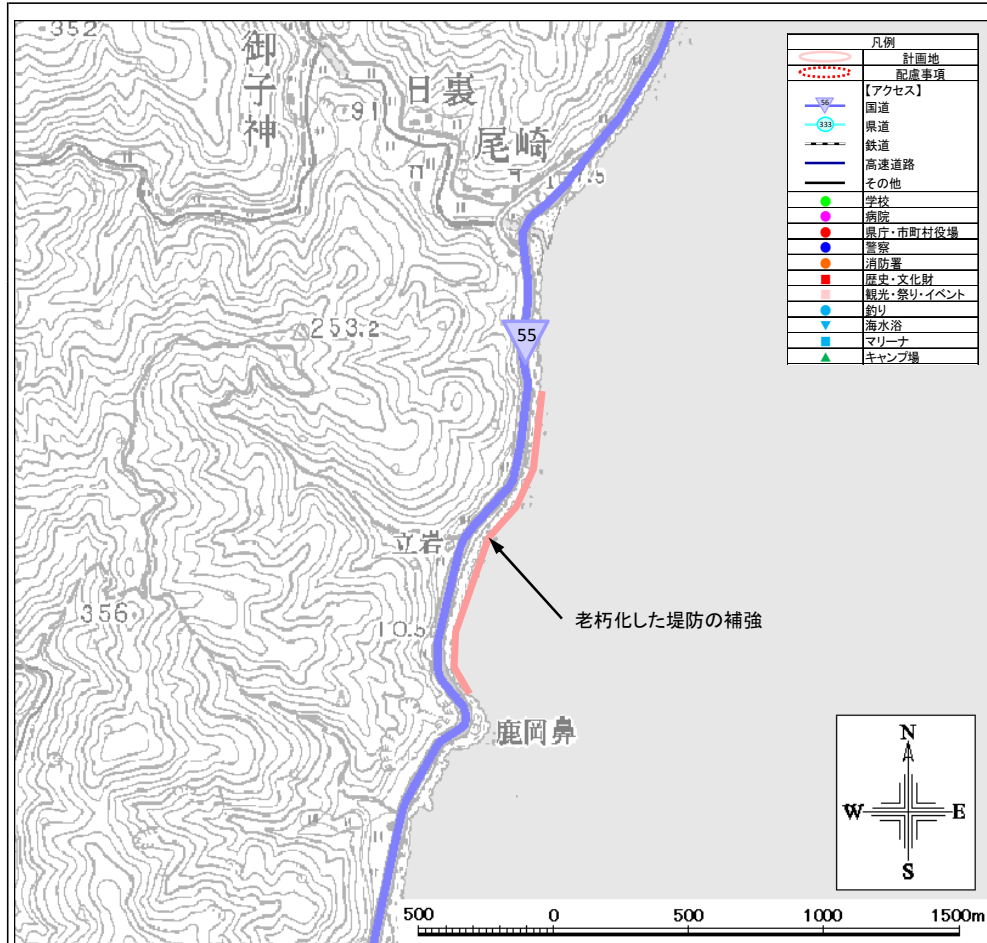 352
御子神
日裏
91
尾崎
177.5
253.2
55
立岩
356
10.5
老朽化した堤防の補強
鹿岡鼻
凡例
計画地
配慮事項
【アクセス】
56 国道
333 県道
鉄道
高速道路
その他
学校
病院
県庁・市町村役場
警察
消防署
歴史・文化財
観光・祭り・イベント
釣り
海水浴
マリーナ
キャンプ場
N
W E
S
500 0 500 1000 1500m